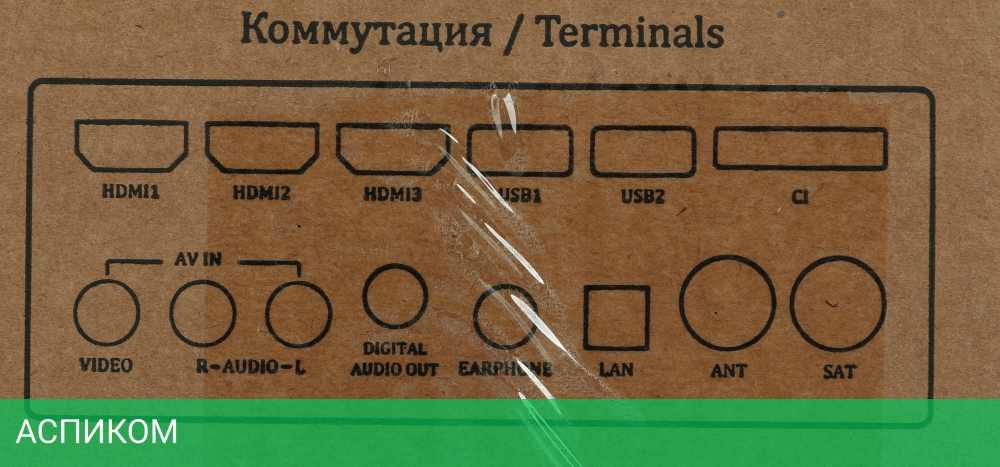 Коммутация / Terminals
HDMI1 HDMI2 HDMI3 USB1 USB2 CI
AV IN
VIDEO R-AUDIO-L DIGITAL AUDIO OUT EARPHONE LAN ANT SAT
АСПИКОМ